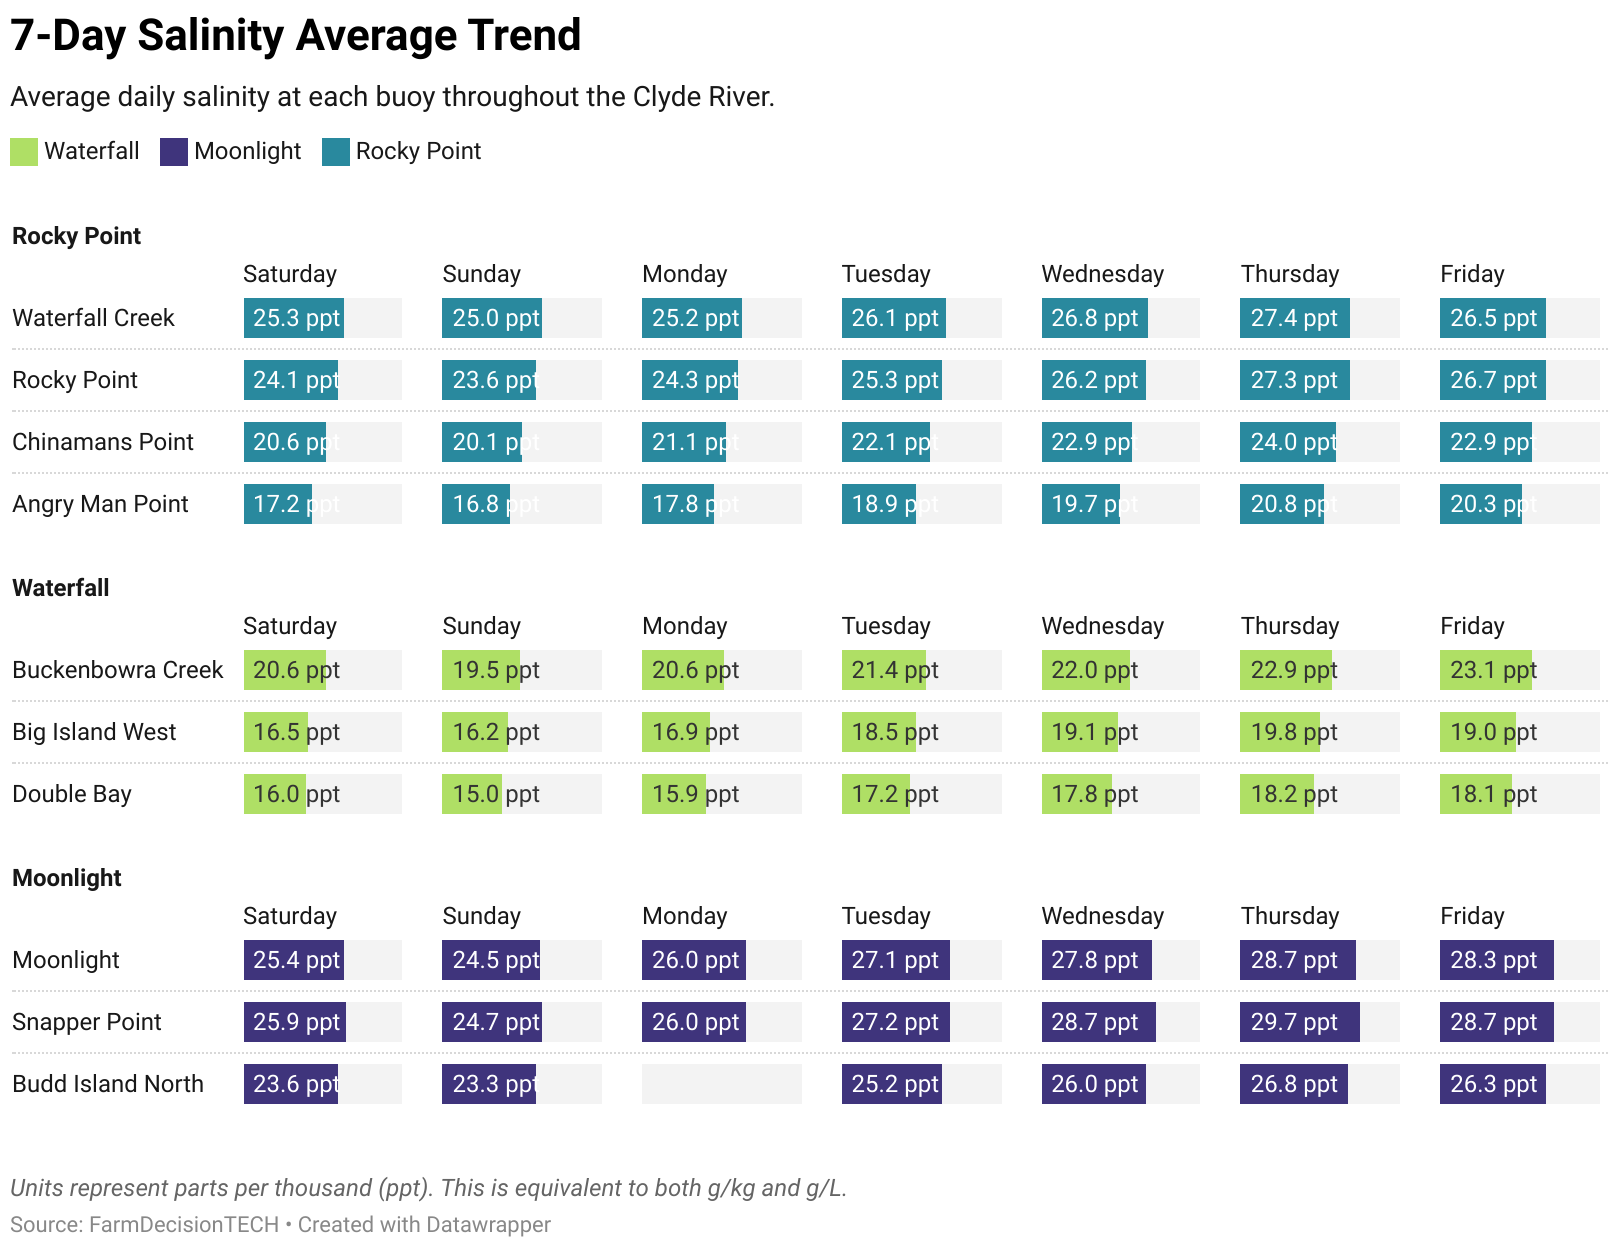 7-Day Salinity Average Trend
Average daily salinity at each buoy throughout the Clyde River.
Waterfall Moonlight Rocky Point
Rocky Point
Saturday Sunday Monday Tuesday Wednesday Thursday Friday
Waterfall Creek 25.3 ppt 25.0 ppt 25.2 ppt 26.1 ppt 26.8 ppt 27.4 ppt 26.5 ppt
Rocky Point 24.1 ppt 23.6 ppt 24.3 ppt 25.3 ppt 26.2 ppt 27.3 ppt 26.7 ppt
Chinamans Point 20.6 ppt 20.1 ppt 21.1 ppt 22.1 ppt 22.9 ppt 24.0 ppt 22.9 ppt
Angry Man Point 17.2 ppt 16.8 ppt 17.8 ppt 18.9 ppt 19.7 ppt 20.8 ppt 20.3 ppt
Waterfall
Saturday Sunday Monday Tuesday Wednesday Thursday Friday
Buckenbowra Creek 20.6 ppt 19.5 ppt 20.6 ppt 21.4 ppt 22.0 ppt 22.9 ppt 23.1 ppt
Big Island West 16.5 ppt 16.2 ppt 16.9 ppt 18.5 ppt 19.1 ppt 19.8 ppt 19.0 ppt
Double Bay 16.0 ppt 15.0 ppt 15.9 ppt 17.2 ppt 17.8 ppt 18.2 ppt 18.1 ppt
Moonlight
Saturday Sunday Monday Tuesday Wednesday Thursday Friday
Moonlight 25.4 ppt 24.5 ppt 26.0 ppt 27.1 ppt 27.8 ppt 28.7 ppt 28.3 ppt
Snapper Point 25.9 ppt 24.7 ppt 26.0 ppt 27.2 ppt 28.7 ppt 29.7 ppt 28.7 ppt
Budd Island North 23.6 ppt 23.3 ppt 25.2 ppt 26.0 ppt 26.8 ppt 26.3 ppt
Units represent parts per thousand (ppt). This is equivalent to both g/kg and g/L.
Source: FarmDecisionTECH • Created with Datawrapper